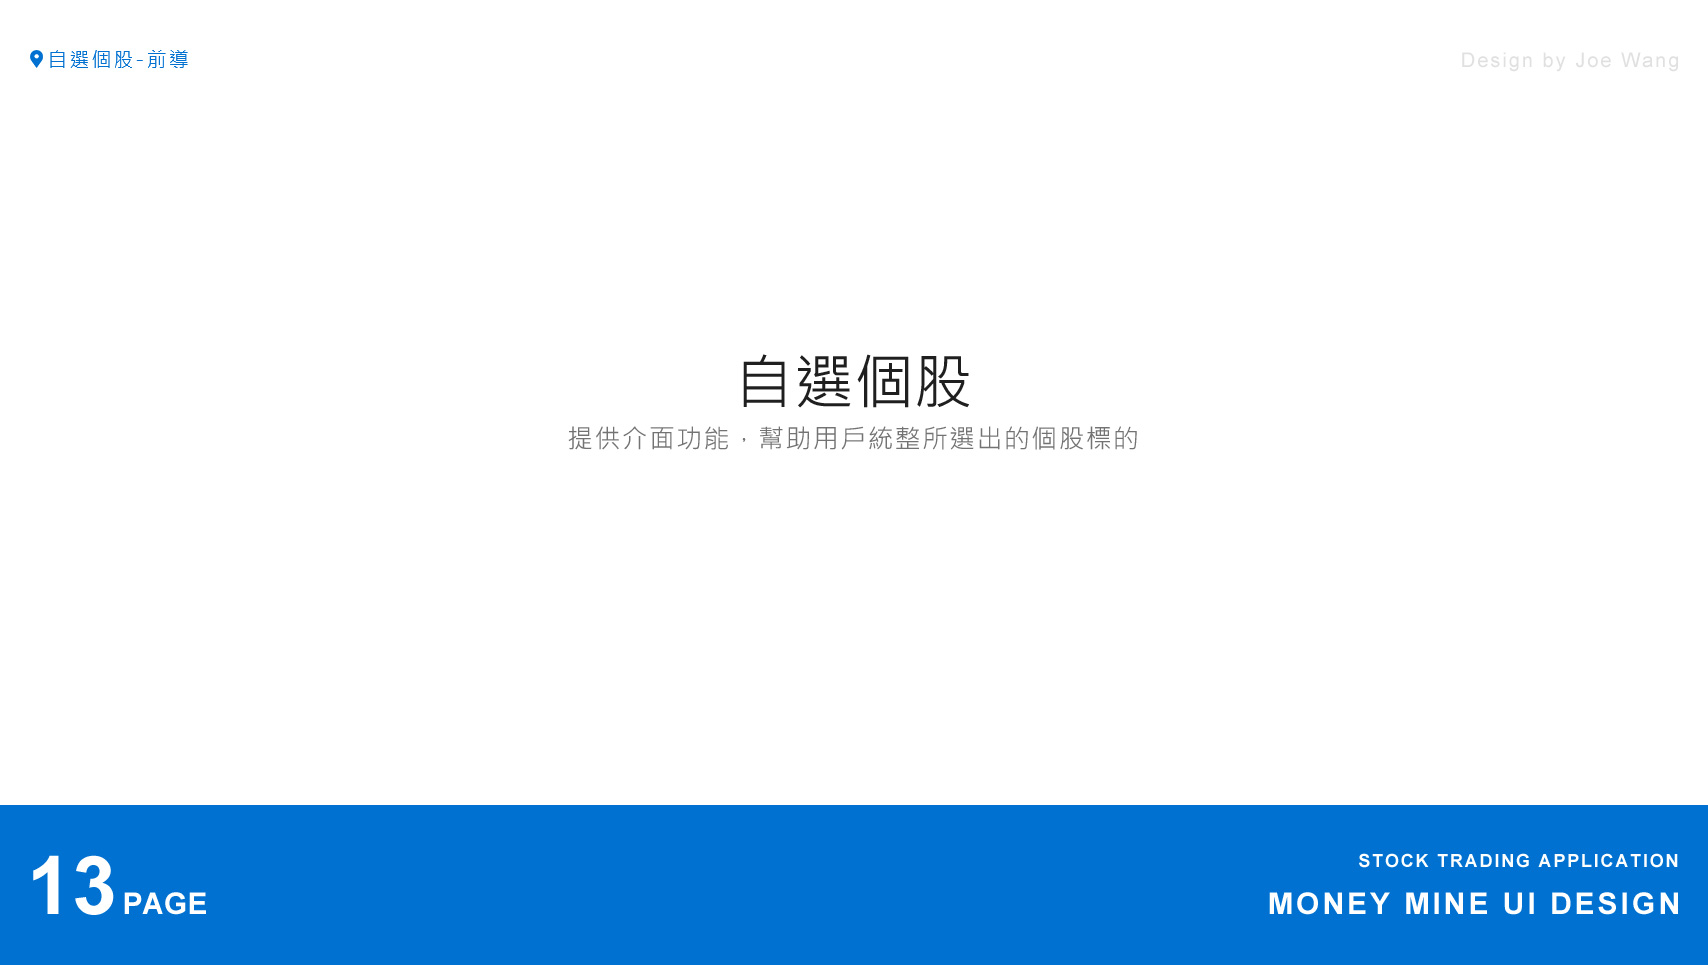 自選個股-前導
Design by Joe Wang
自選個股
提供介面功能，幫助用戶統整所選出的個股標的
13 PAGE
STOCK TRADING APPLICATION
MONEY MINE UI DESIGN